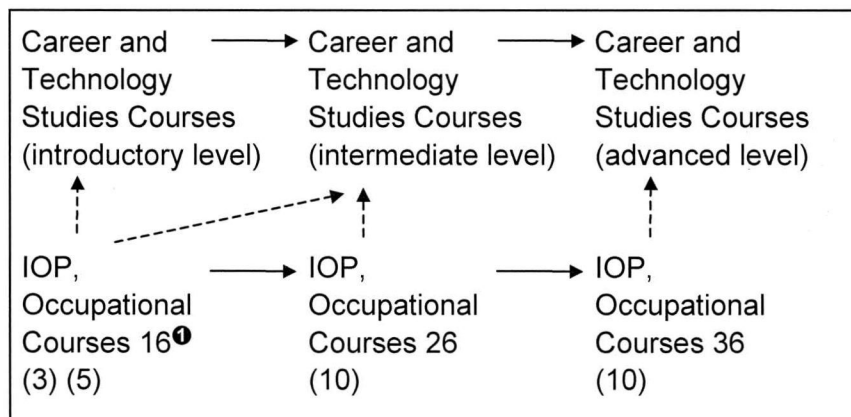 Career and
Technology
Studies Courses
(introductory level)
Career and
Technology
Studies Courses
(intermediate level)
Career and
Technology
Studies Courses
(advanced level)
IOP,
Occupational
Courses 16❶
(3) (5)
IOP,
Occupational
Courses 26
(10)
IOP,
Occupational
Courses 36
(10)